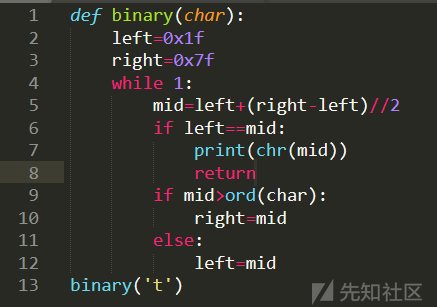 1 def binary(char):
2     left=0x1f
3     right=0x7f
4     while 1:
5         mid=left+(right-left)//2
6         if left==mid:
7             print(chr(mid))
8             return
9         if mid>ord(char):
10             right=mid
11         else:
12             left=mid
13 binary('t')
先知社区